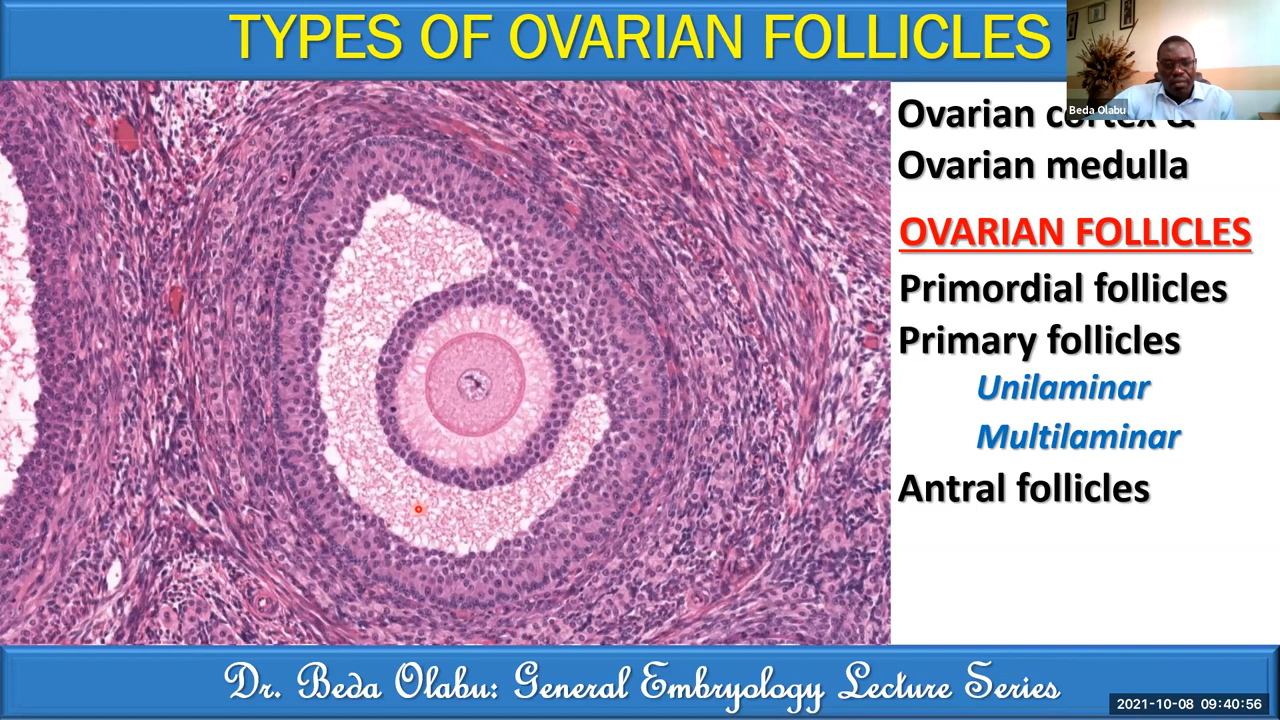 TYPES OF OVARIAN FOLLICLES
Beda Olabu
Ovarian cortex &
Ovarian medulla
OVARIAN FOLLICLES
Primordial follicles
Primary follicles
Unilaminar
Multilaminar
Antral follicles
Dr. Beda Olabu: General Embryology Lecture Series
2021-10-08 09:40:56